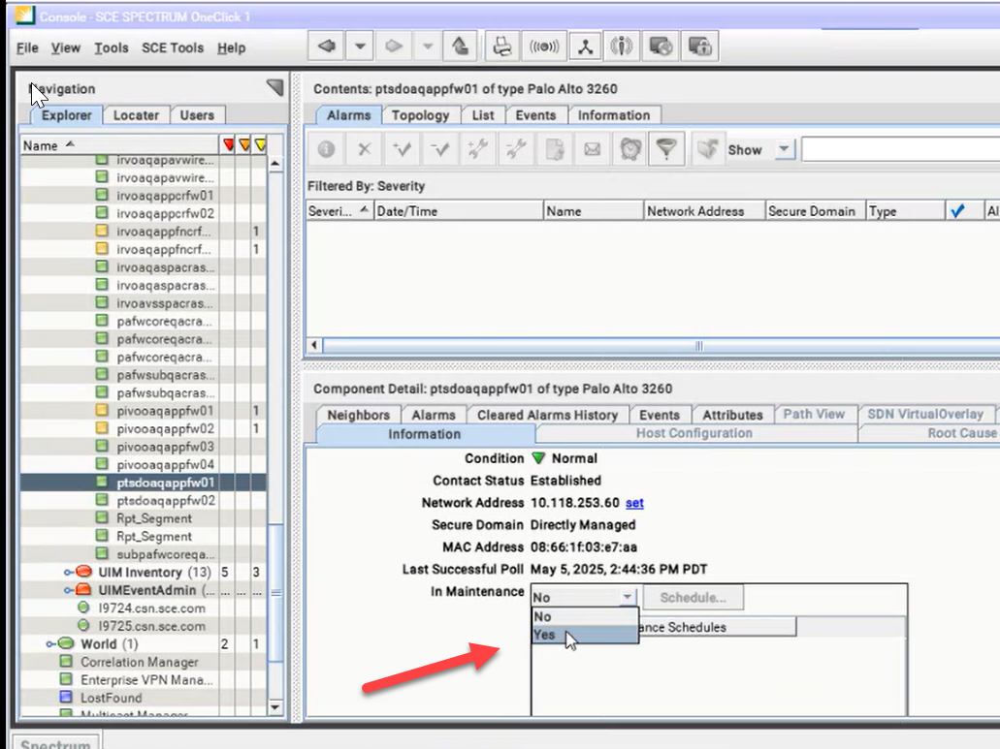 Console - SCE SPECTRUM OneClick 1
File View Tools SCE Tools Help
Navigation
Explorer Locater Users
Name
irvoaqapavwire...
irvoaqapavwire...
irvoaqappcrfw01
irvoaqappcrfw02
irvoaqappfncrf... 1
irvoaqappfncrf... 1
irvoaqaspacras...
irvoaqaspacras...
irvoavsspacras...
pafwcoreqacra...
pafwcoreqacra...
pafwcoreqacra...
pafwsubqacras...
pafwsubqacras...
pivooaqappfw01 1
pivooaqappfw02 1
pivooaqappfw03
pivooaqappfw04
ptsdoaqappfw01
ptsdoaqappfw02
Rpt_Segment
Rpt_Segment
subpafwcoreqa...
UIM Inventory (13) 5 3
UIMEventAdmin (... ... ... ...
l9724.csn.sce.com
l9725.csn.sce.com
World (1) 2 1
Correlation Manager
Enterprise VPN Mana...
LostFound
Multicast Manager
Spectrum
Contents: ptsdoaqappfw01 of type Palo Alto 3260
Alarms Topology List Events Information
Show
Filtered By: Severity
Severi... Date/Time Name Network Address Secure Domain Type Al
Component Detail: ptsdoaqappfw01 of type Palo Alto 3260
Neighbors Alarms Cleared Alarms History Events Attributes Path View SDN VirtualOverlay
Information Host Configuration Root Cause
Condition Normal
Contact Status Established
Network Address 10.118.253.60 set
Secure Domain Directly Managed
MAC Address 08:66:1f:03:e7:aa
Last Successful Poll May 5, 2025, 2:44:36 PM PDT
In Maintenance No Schedule...
No
Yes ance Schedules